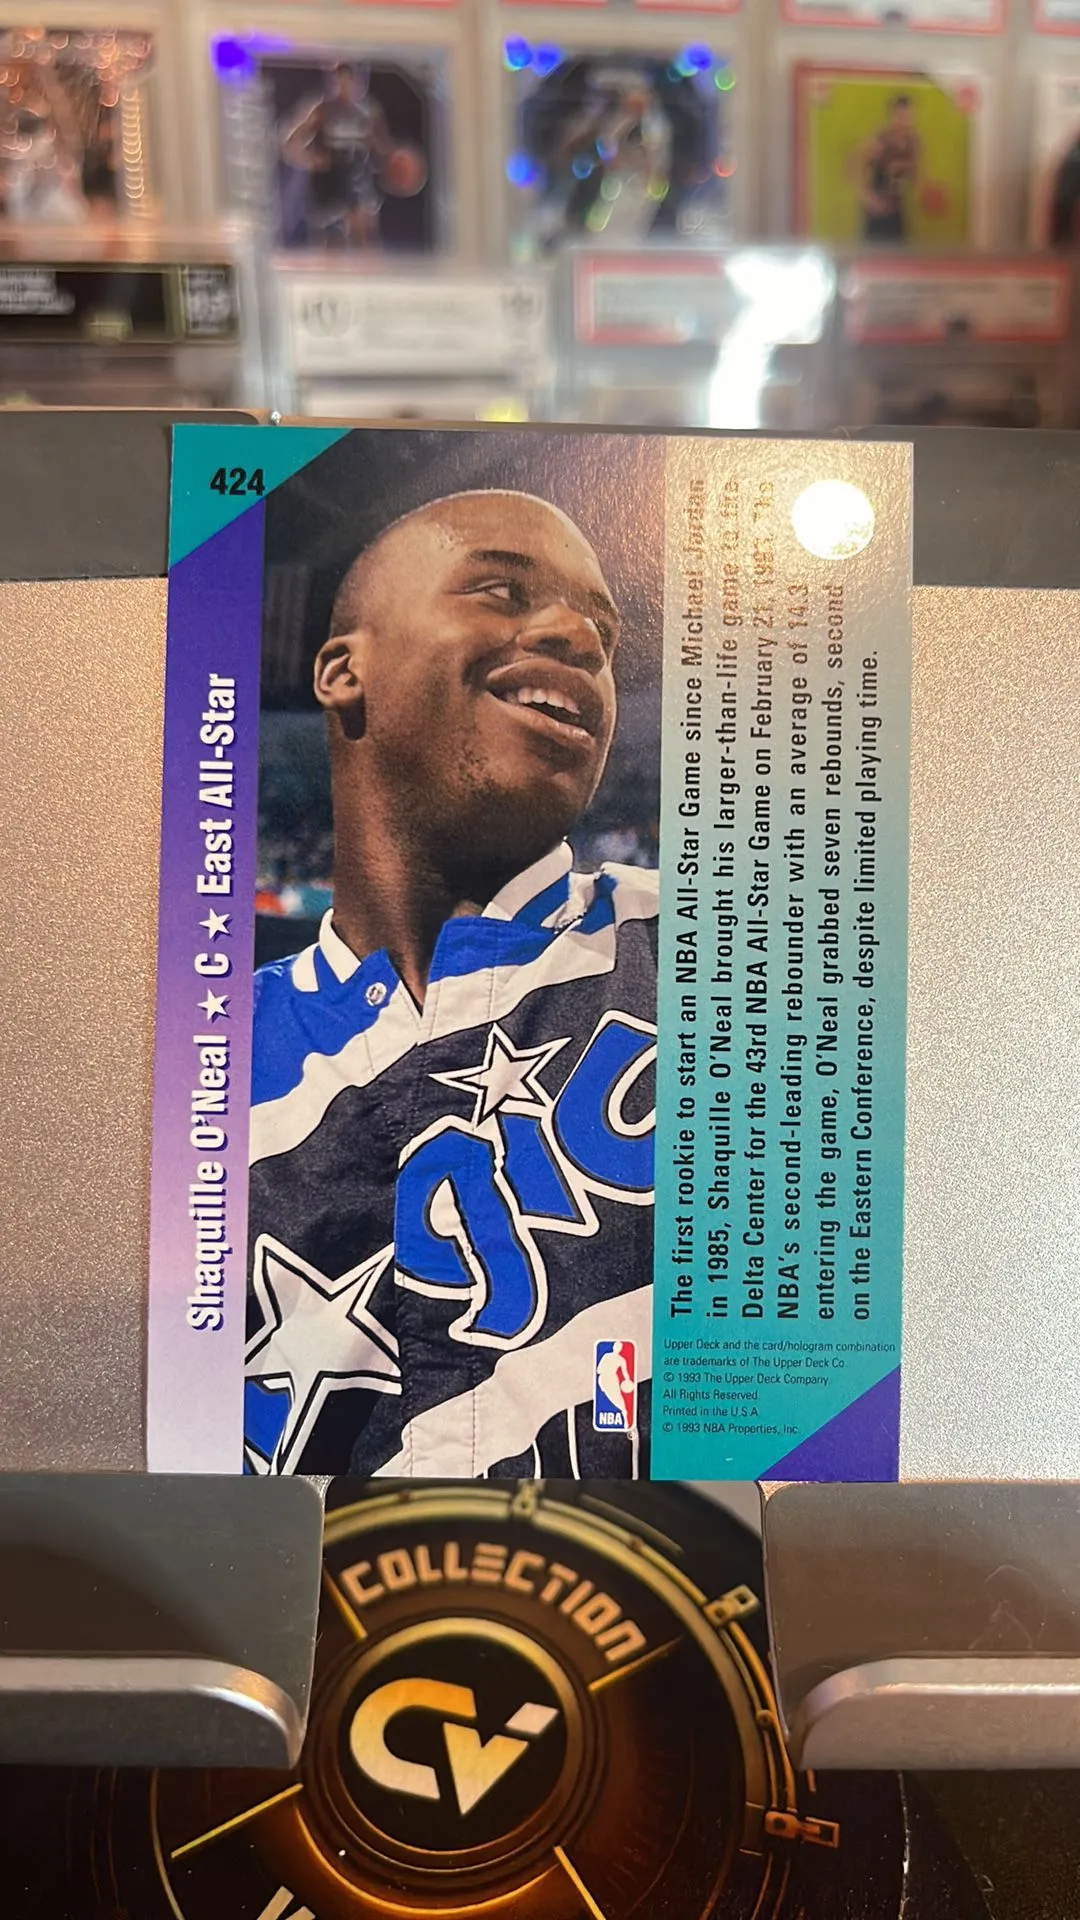 424
Shaquille O'Neal ★ C ★ East All-Star
The first rookie to start an NBA All-Star Game since Michael Jordan
in 1985, Shaquille O'Neal brought his larger-than-life game to the
Delta Center for the 43rd NBA All-Star Game on February 21, 1993. The
NBA's second-leading rebounder with an average of 14.3
entering the game, O'Neal grabbed seven rebounds, second
on the Eastern Conference, despite limited playing time.
Upper Deck and the card/hologram combination
are trademarks of The Upper Deck Co.
© 1993 The Upper Deck Company.
All Rights Reserved.
Printed in the U.S.A.
© 1993 NBA Properties, Inc.
NBA
gic
COLLECTION
CV